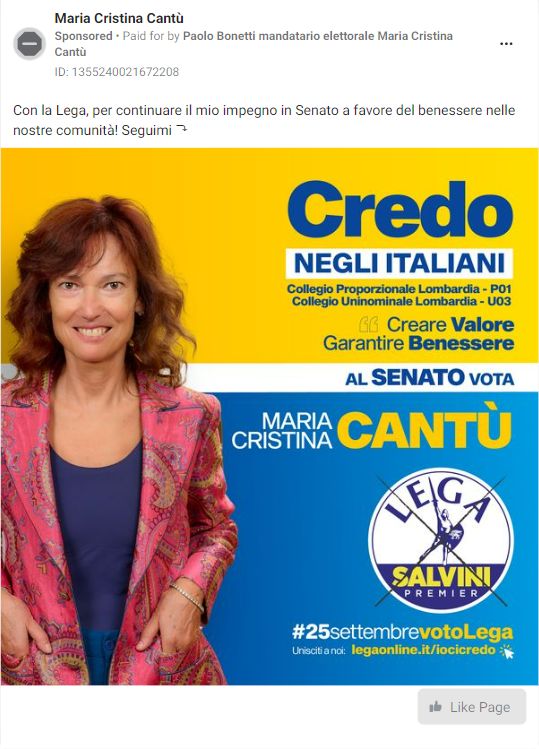 Maria Cristina Cantù
Sponsored • Paid for by Paolo Bonetti mandatario elettorale Maria Cristina
Cantù
ID: 1355240021672208
Con la Lega, per continuare il mio impegno in Senato a favore del benessere nelle
nostre comunità! Seguimi
Credo
NEGLI ITALIANI
Collegio Proporzionale Lombardia - P01
Collegio Uninominale Lombardia - U03
Creare Valore
Garantire Benessere
AL SENATO VOTA
MARIA
CRISTINA CANTÙ
LEGA
SALVINI
PREMIER
#25settembrevotoLega
Unisciti a noi: legaonline.it/iocicredo
Like Page